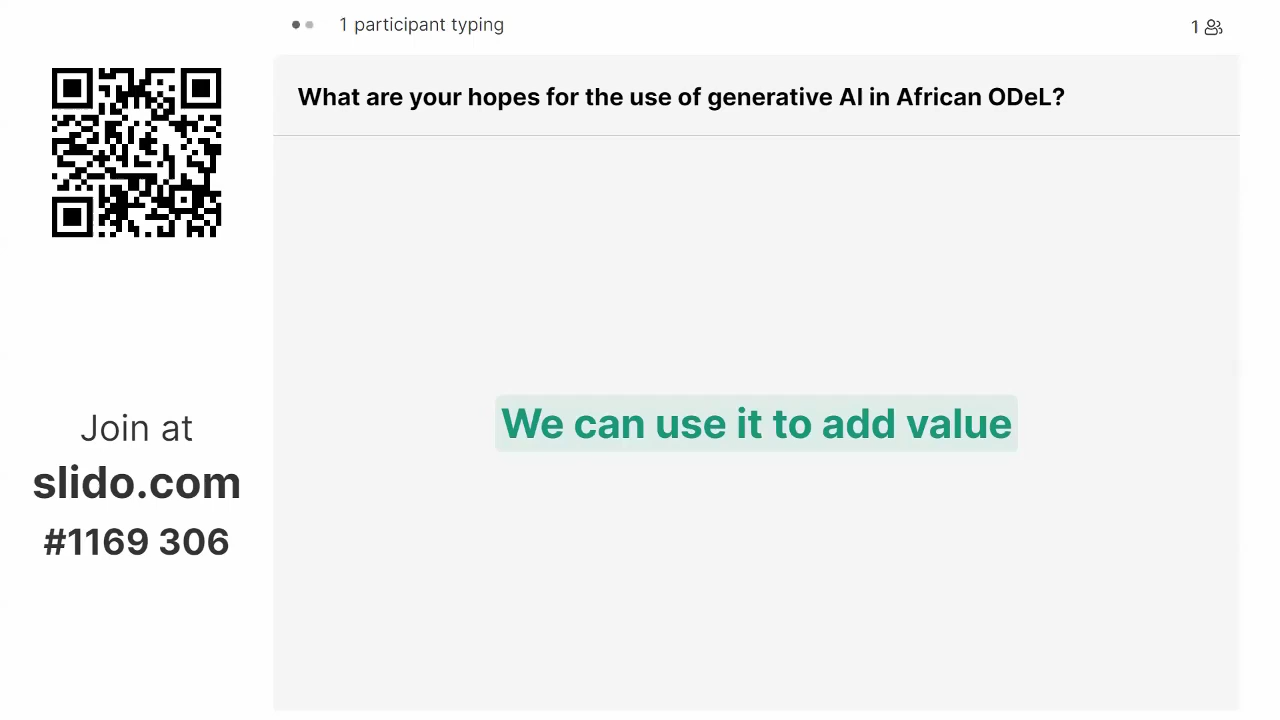 1 participant typing
1
What are your hopes for the use of generative AI in African ODeL?
We can use it to add value
Join at
slido.com
#1169 306